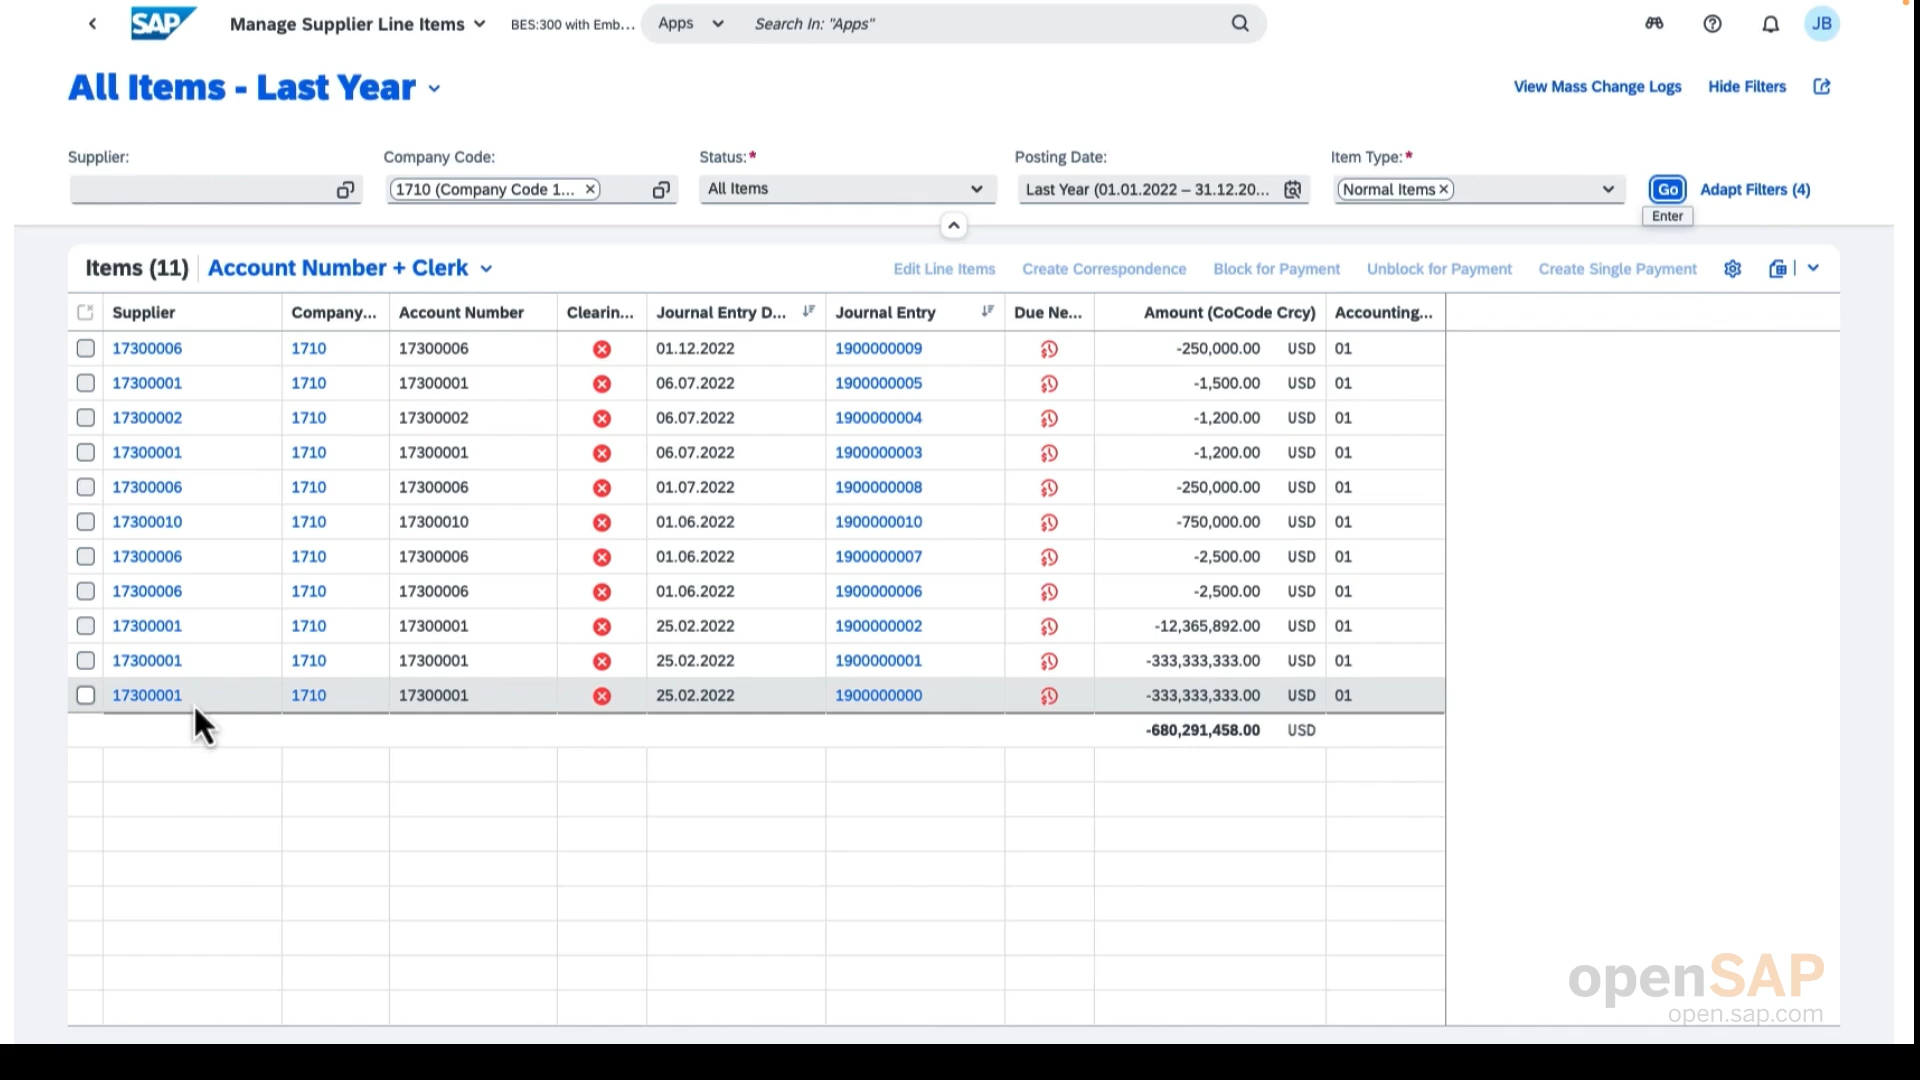 SAP Manage Supplier Line Items BES:300 with Emb... Apps Search In: "Apps" JB
All Items - Last Year View Mass Change Logs Hide Filters
Supplier: Company Code: Status:* Posting Date: Item Type:*
1710 (Company Code 1... All Items Last Year (01.01.2022 – 31.12.20... Normal Items Go Adapt Filters (4)
Enter
Items (11) Account Number + Clerk Edit Line Items Create Correspondence Block for Payment Unblock for Payment Create Single Payment
Supplier Company... Account Number Clearin... Journal Entry D... Journal Entry Due Ne... Amount (CoCode Crcy) Accounting...
17300006 1710 17300006 01.12.2022 1900000009 -250,000.00 USD 01
17300001 1710 17300001 06.07.2022 1900000005 -1,500.00 USD 01
17300002 1710 17300002 06.07.2022 1900000004 -1,200.00 USD 01
17300001 1710 17300001 06.07.2022 1900000003 -1,200.00 USD 01
17300006 1710 17300006 01.07.2022 1900000008 -250,000.00 USD 01
17300010 1710 17300010 01.06.2022 1900000010 -750,000.00 USD 01
17300006 1710 17300006 01.06.2022 1900000007 -2,500.00 USD 01
17300006 1710 17300006 01.06.2022 1900000006 -2,500.00 USD 01
17300001 1710 17300001 25.02.2022 1900000002 -12,365,892.00 USD 01
17300001 1710 17300001 25.02.2022 1900000001 -333,333,333.00 USD 01
17300001 1710 17300001 25.02.2022 1900000000 -333,333,333.00 USD 01
-680,291,458.00 USD
openSAP
open.sap.com